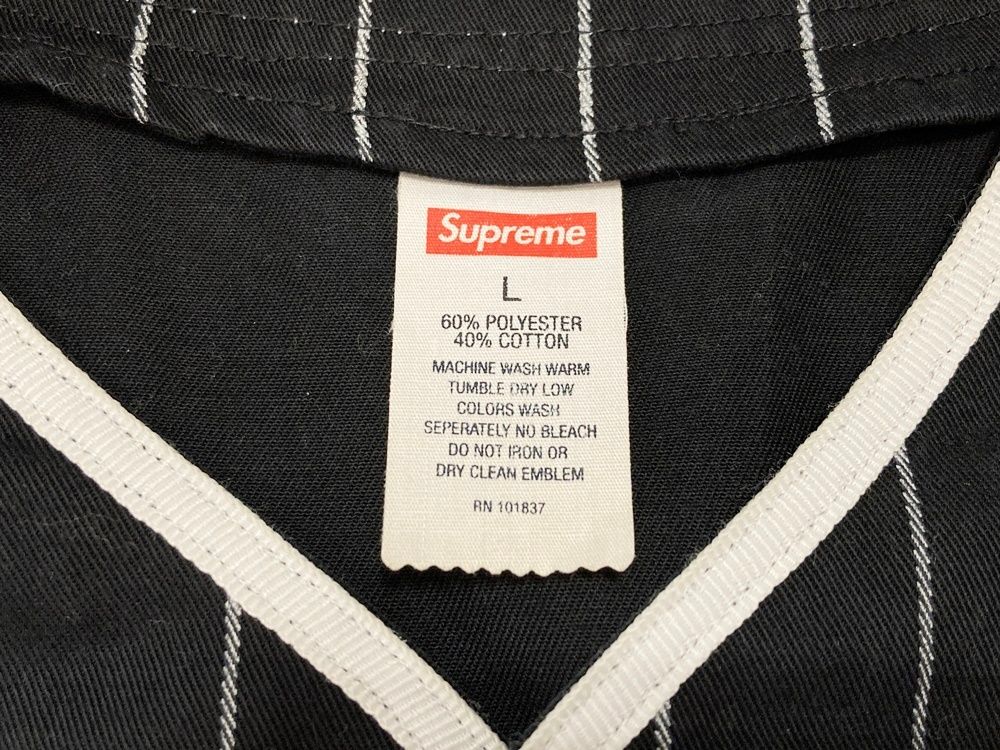 Supreme
L
60% POLYESTER
40% COTTON
MACHINE WASH WARM
TUMBLE DRY LOW
COLORS WASH
SEPERATELY NO BLEACH
DO NOT IRON OR
DRY CLEAN EMBLEM
RN 101837